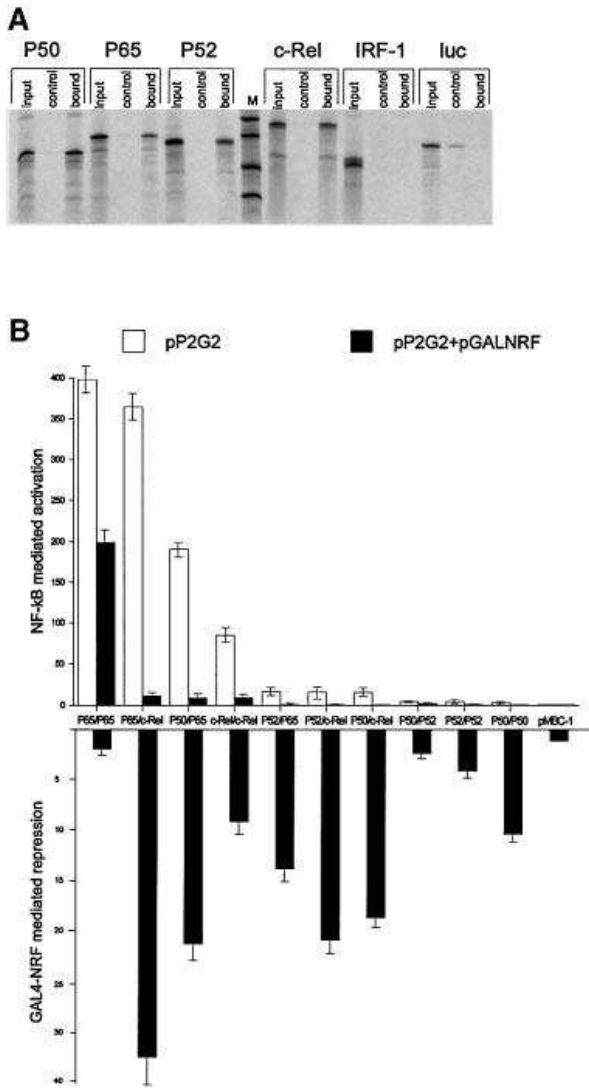 A
P50 P65 P52 c-Rel IRF-1 luc
input control bound input control bound input control bound M input control bound input control bound input control bound
B
pP2G2 pP2G2+pGALNRF
NF-kB mediated activation
400
350
300
250
200
150
100
50
0
P65/P65 P65/c-Rel P50/P65 c-Rel/c-Rel P52/P65 P52/c-Rel P50/c-Rel P50/P52 P52/P52 P50/P50 pMBC-1
GAL4-NRF mediated repression
5
10
15
20
25
30
35
40